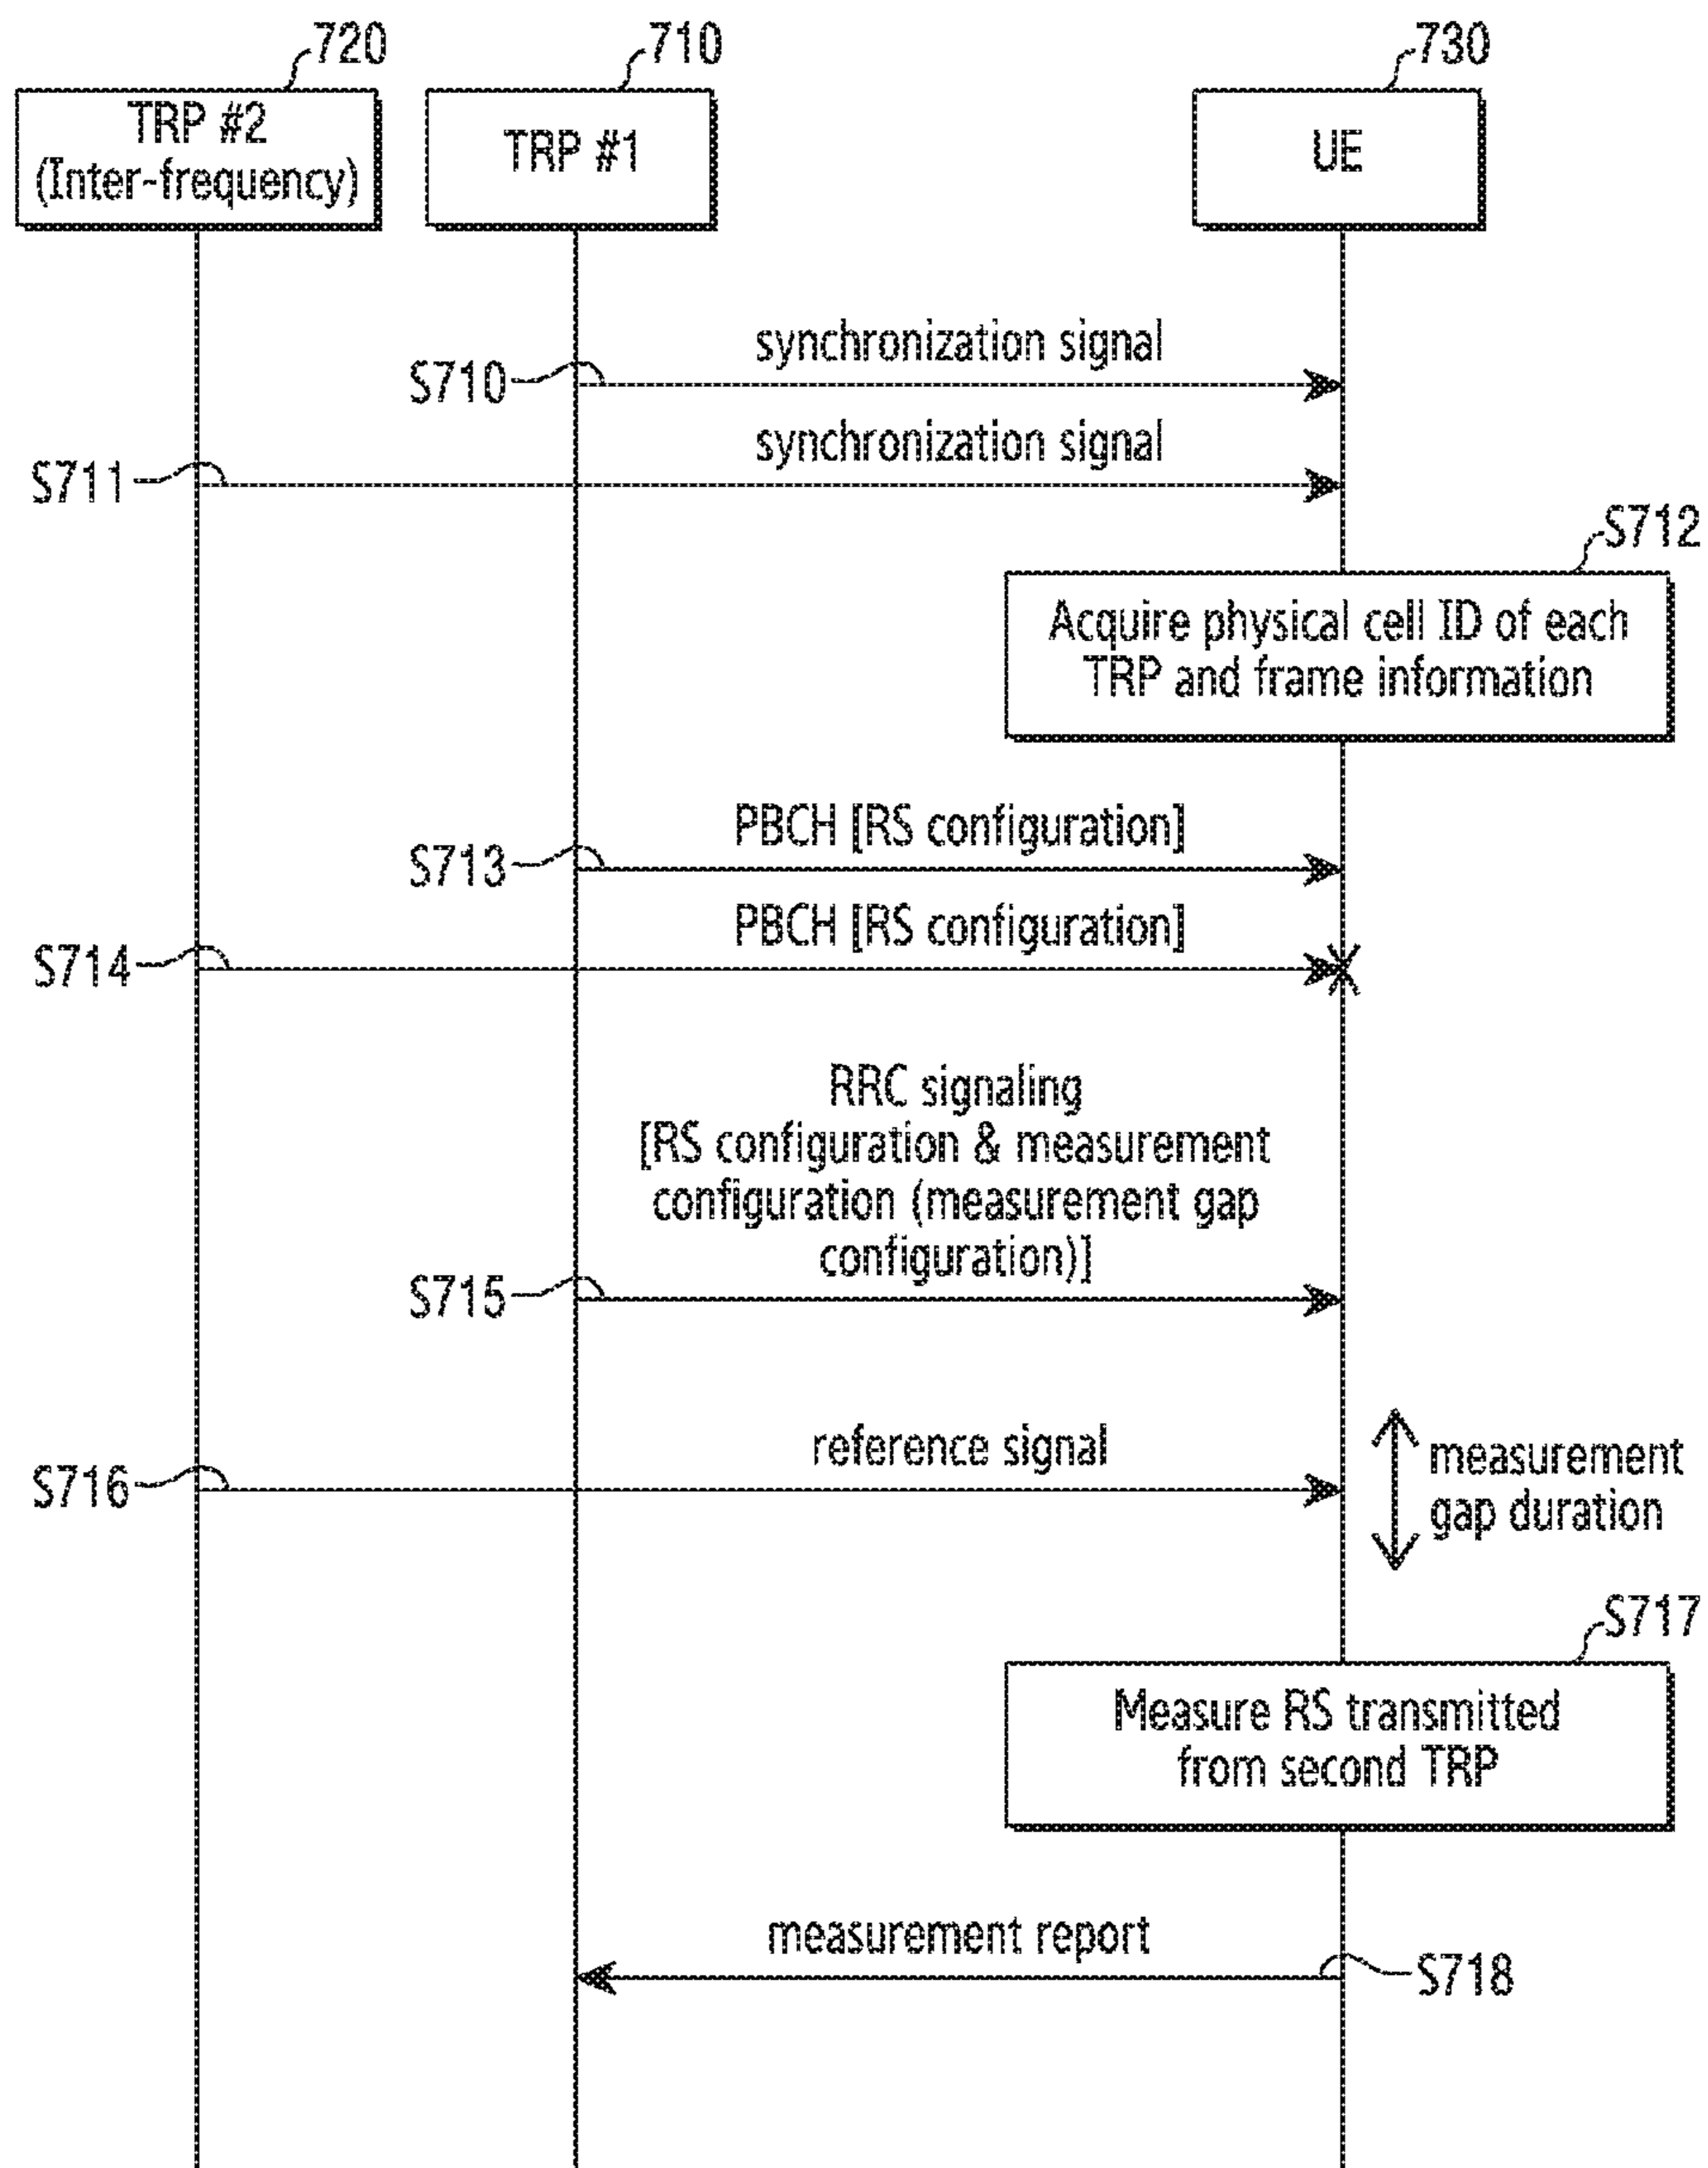 720
710
730
TRP #2
(Inter-frequency)
TRP #1
UE
synchronization signal
S710
synchronization signal
S711
S712
Acquire physical cell ID of each
TRP and frame information
PBCH [RS configuration]
S713
PBCH [RS configuration]
S714
RRC signaling
[RS configuration & measurement
configuration (measurement gap
configuration)]
S715
reference signal
S716
measurement
gap duration
S717
Measure RS transmitted
from second TRP
measurement report
S718